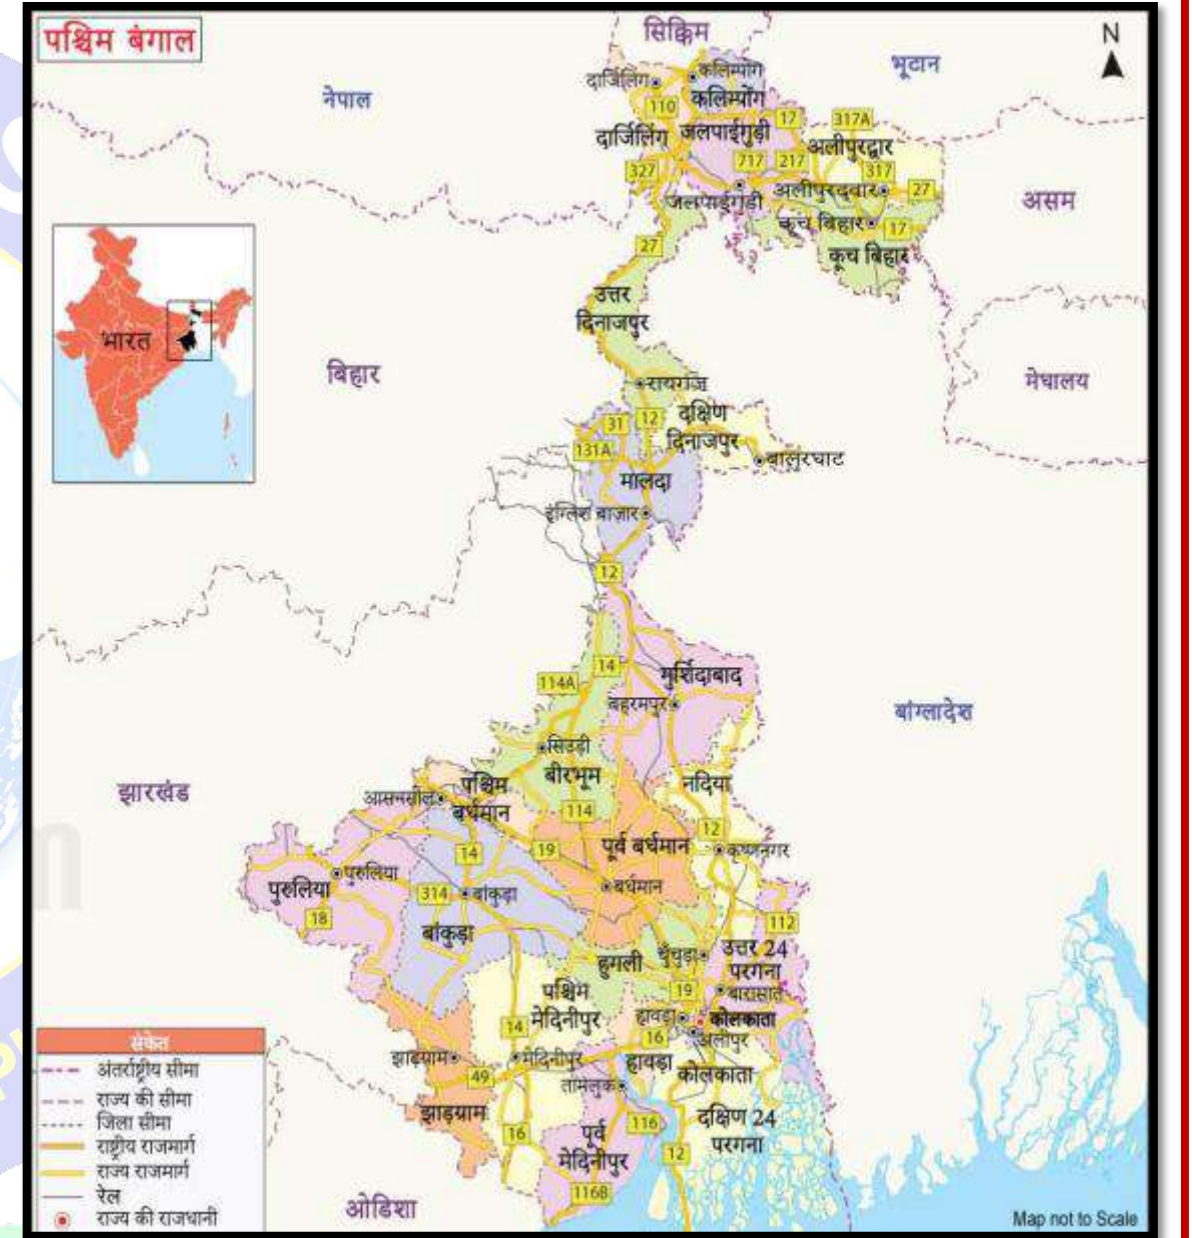 पश्चिम बंगाल
सिक्किम
N
भूटान
नेपाल
दार्जिलिंग
कलिम्पोंग
कलिम्पोंग
110
17
317A
दार्जिलिंग
जलपाईगुड़ी
अलीपुरद्वार
327
717
217
317
27
जलपाईगुड़ी
अलीपुरदुवार
असम
कूच बिहार
17
कूच बिहार
27
उत्तर
दिनाजपुर
भारत
बिहार
मेघालय
रायगंज
31
12
दक्षिण
दिनाजपुर
131A
बालुरघाट
मालदा
इंग्लिश बाज़ार
12
14
मुर्शिदाबाद
114A
बहरमपुर
बांग्लादेश
सिउड़ी
बीरभूम
झारखंड
पश्चिम
बर्धमान
आसनसोल
नदिया
114
12
पूर्व बर्धमान
14
19
कृष्णनगर
पुरुलिया
पुरुलिया
314
बांकुड़ा
बर्धमान
18
112
बांकुड़ा
हुगली
चुँचुड़ा
उत्तर 24
परगना
पश्चिम
मेदिनीपुर
19
बारासात
हावड़ा
कोलकाता
14
16
अलीपुर
झाड़ग्राम
मेदिनीपुर
हावड़ा
कोलकाता
49
तामलुक
झाड़ग्राम
116
दक्षिण 24
परगना
16
पूर्व
मेदिनीपुर
12
116B
ओडिशा
संकेत
अंतर्राष्ट्रीय सीमा
राज्य की सीमा
जिला सीमा
राष्ट्रीय राजमार्ग
राज्य राजमार्ग
रेल
राज्य की राजधानी
Map not to Scale